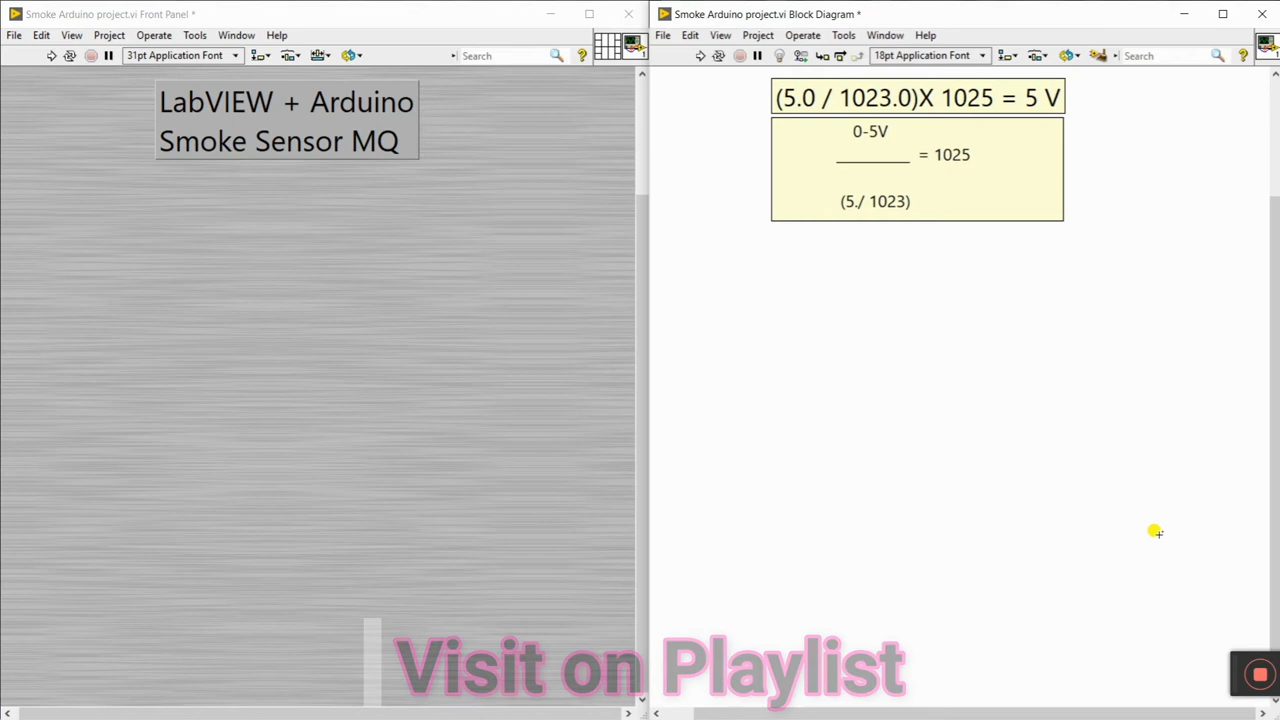 Smoke Arduino project.vi Front Panel *
File Edit View Project Operate Tools Window Help
31pt Application Font
Search
LabVIEW + Arduino
Smoke Sensor MQ
Smoke Arduino project.vi Block Diagram *
File Edit View Project Operate Tools Window Help
18pt Application Font
Search
(5.0 / 1023.0)X 1025 = 5 V
0-5V
________ = 1025
(5./ 1023)
Visit on Playlist